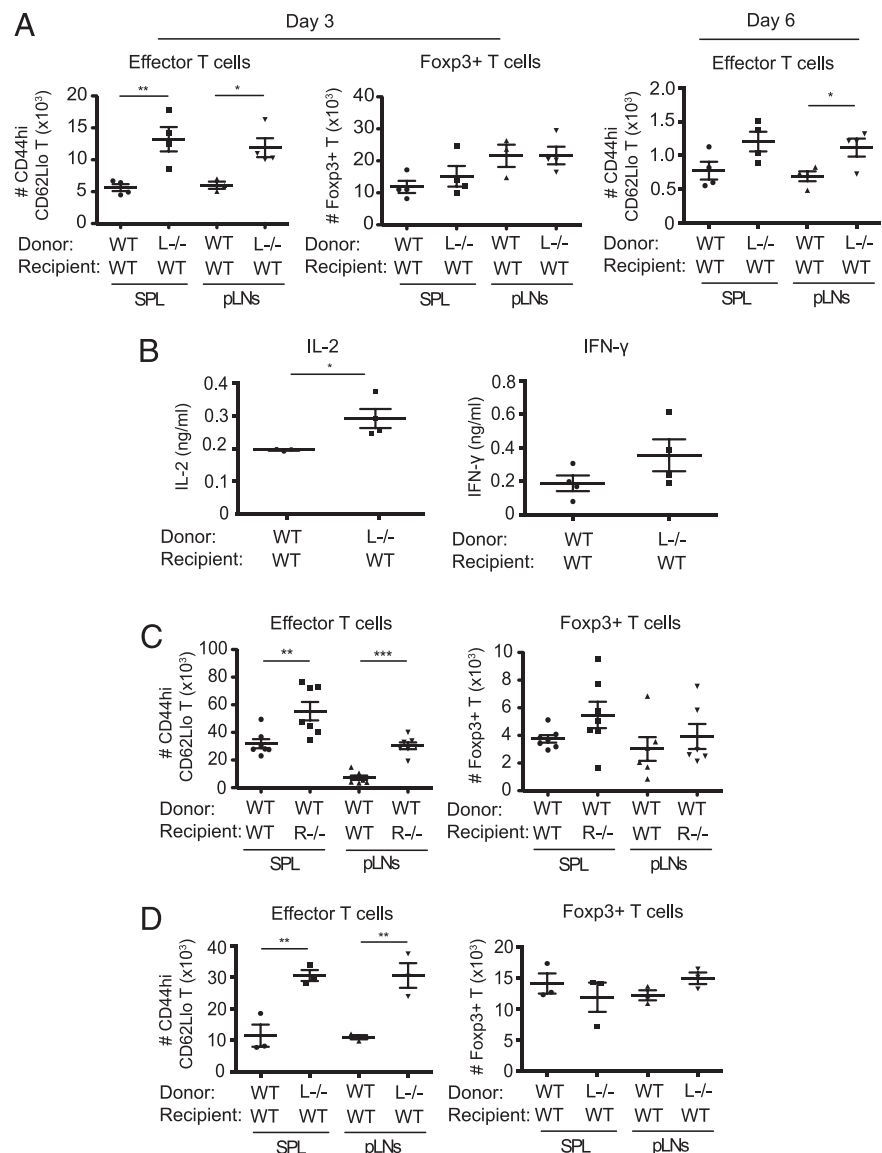 A
Day 3
Day 6
Effector T cells
Foxp3+ T cells
Effector T cells
# CD44hi
CD62Llo T (x10³)
20
15
10
5
0
**
*
Donor: WT L-/- WT L-/-
Recipient: WT WT WT WT
SPL pLNs
# Foxp3+ T (x10³)
40
30
20
10
0
Donor: WT L-/- WT L-/-
Recipient: WT WT WT WT
SPL pLNs
# CD44hi
CD62Llo T (x10³)
2.0
1.5
1.0
0.5
0
*
Donor: WT L-/- WT L-/-
Recipient: WT WT WT WT
SPL pLNs
B
IL-2
IL-2 (ng/ml)
0.4
0.3
0.2
0.1
0
*
Donor: WT L-/-
Recipient: WT WT
IFN-γ
IFN-γ (ng/ml)
0.8
0.6
0.4
0.2
0
Donor: WT L-/-
Recipient: WT WT
C
Effector T cells
# CD44hi
CD62Llo T (x10³)
100
80
60
40
20
0
**
***
Donor: WT WT WT WT
Recipient: WT R-/- WT R-/-
SPL pLNs
Foxp3+ T cells
# Foxp3+ T (x10³)
10
8
6
4
2
0
Donor: WT WT WT WT
Recipient: WT R-/- WT R-/-
SPL pLNs
D
Effector T cells
# CD44hi
CD62Llo T (x10³)
40
30
20
10
0
**
**
Donor: WT L-/- WT L-/-
Recipient: WT WT WT WT
SPL pLNs
Foxp3+ T cells
# Foxp3+ T (x10³)
20
15
10
5
0
Donor: WT L-/- WT L-/-
Recipient: WT WT WT WT
SPL pLNs